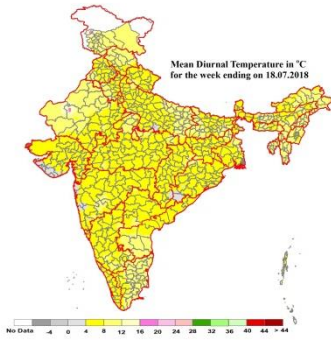 Mean Diurnal Temperature in °C
for the week ending on 18.07.2018
No Data -4 0 4 8 12 16 20 24 28 32 36 40 44 > 44